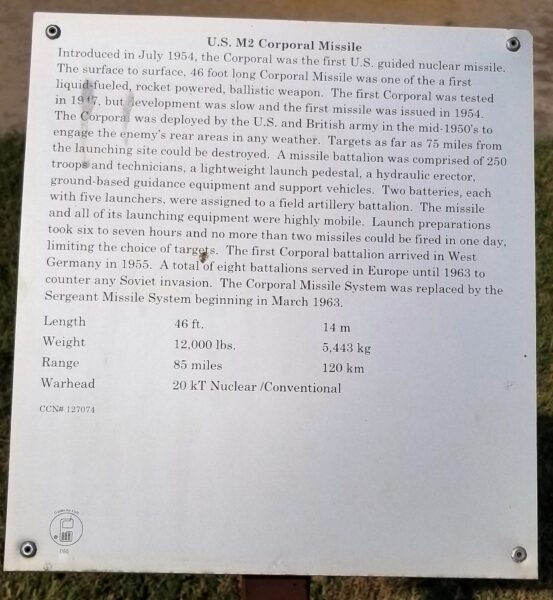 U.S. M2 Corporal Missile
Introduced in July 1954, the Corporal was the first U.S. guided nuclear missile.
The surface to surface, 46 foot long Corporal Missile was one of the a first
liquid-fueled, rocket powered, ballistic weapon. The first Corporal was tested
in 1947, but development was slow and the first missile was issued in 1954.
The Corporal was deployed by the U.S. and British army in the mid-1950's to
engage the enemy's rear areas in any weather. Targets as far as 75 miles from
the launching site could be destroyed. A missile battalion was comprised of 250
troops and technicians, a lightweight launch pedestal, a hydraulic erector,
ground-based guidance equipment and support vehicles. Two batteries, each
with five launchers, were assigned to a field artillery battalion. The missile
and all of its launching equipment were highly mobile. Launch preparations
took six to seven hours and no more than two missiles could be fired in one day,
limiting the choice of targets. The first Corporal battalion arrived in West
Germany in 1955. A total of eight battalions served in Europe until 1963 to
counter any Soviet invasion. The Corporal Missile System was replaced by the
Sergeant Missile System beginning in March 1963.
Length 46 ft. 14 m
Weight 12,000 lbs. 5,443 kg
Range 85 miles 120 km
Warhead 20 kT Nuclear /Conventional
CCN# 127074